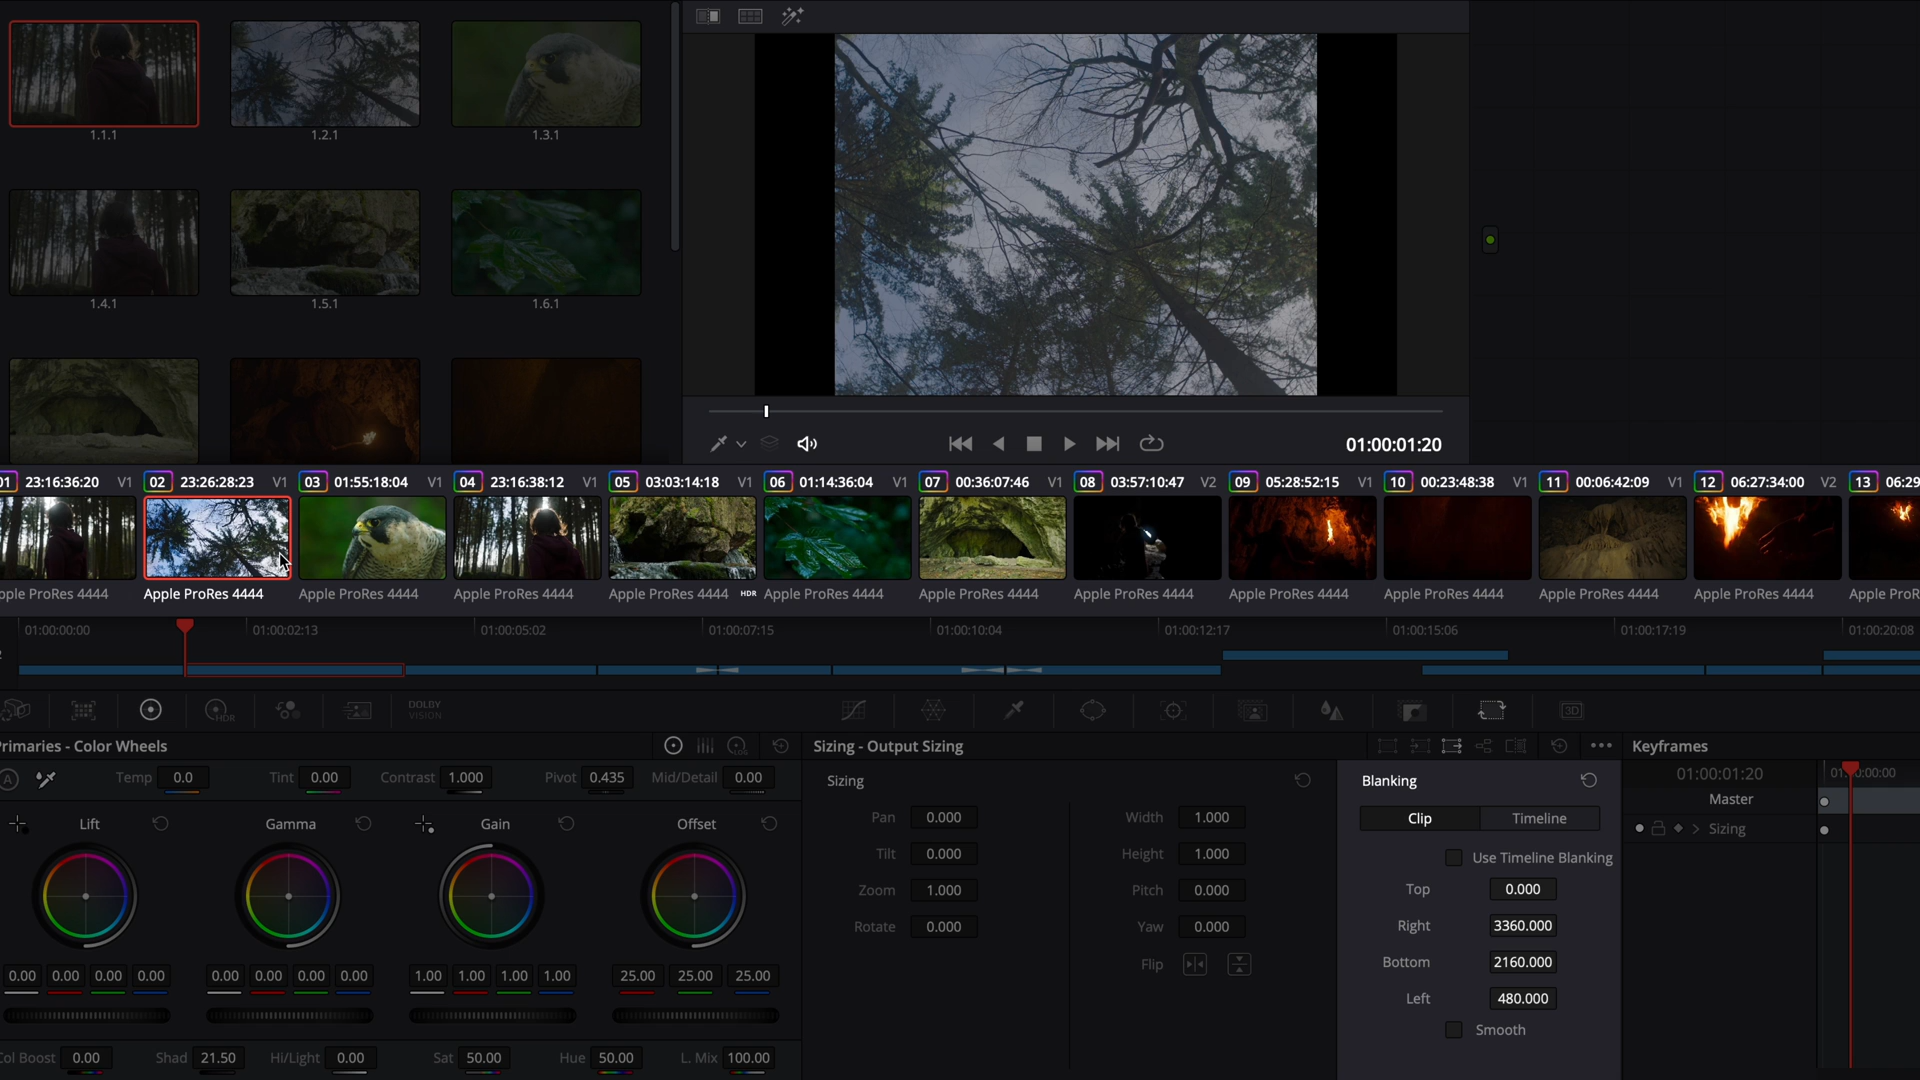 1.1.1
1.2.1
1.3.1
1.4.1
1.5.1
1.6.1
01:00:01:20
01 23:16:36:20 V1
02 23:26:28:23 V1
03 01:55:18:04 V1
04 23:16:38:12 V1
05 03:03:14:18 V1
06 01:14:36:04 V1
07 00:36:07:46 V1
08 03:57:10:47 V2
09 05:28:52:15 V1
10 00:23:48:38 V1
11 00:06:42:09 V1
12 06:27:34:00 V2
13 06:29
pple ProRes 4444
Apple ProRes 4444
Apple ProRes 4444
Apple ProRes 4444
Apple ProRes 4444 HDR
Apple ProRes 4444
Apple ProRes 4444
Apple ProRes 4444
Apple ProRes 4444
Apple ProRes 4444
Apple ProRes 4444
Apple ProRes 4444
Apple ProR
01:00:00:00
01:00:02:13
01:00:05:02
01:00:07:15
01:00:10:04
01:00:12:17
01:00:15:06
01:00:17:19
01:00:20:08
HDR
DOLBY
VISION
3D
Primaries - Color Wheels
LOG
A
Temp 0.0
Tint 0.00
Contrast 1.000
Pivot 0.435
Mid/Detail 0.00
Lift
Gamma
Gain
Offset
0.00 0.00 0.00 0.00
0.00 0.00 0.00 0.00
1.00 1.00 1.00 1.00
25.00 25.00 25.00
Col Boost 0.00
Shad 21.50
Hi/Light 0.00
Sat 50.00
Hue 50.00
L. Mix 100.00
Sizing - Output Sizing
Sizing
Pan 0.000
Tilt 0.000
Zoom 1.000
Rotate 0.000
Width 1.000
Height 1.000
Pitch 0.000
Yaw 0.000
Flip
Blanking
Clip Timeline
Use Timeline Blanking
Top 0.000
Right 3360.000
Bottom 2160.000
Left 480.000
Smooth
Keyframes
01:00:01:20
Master
Sizing